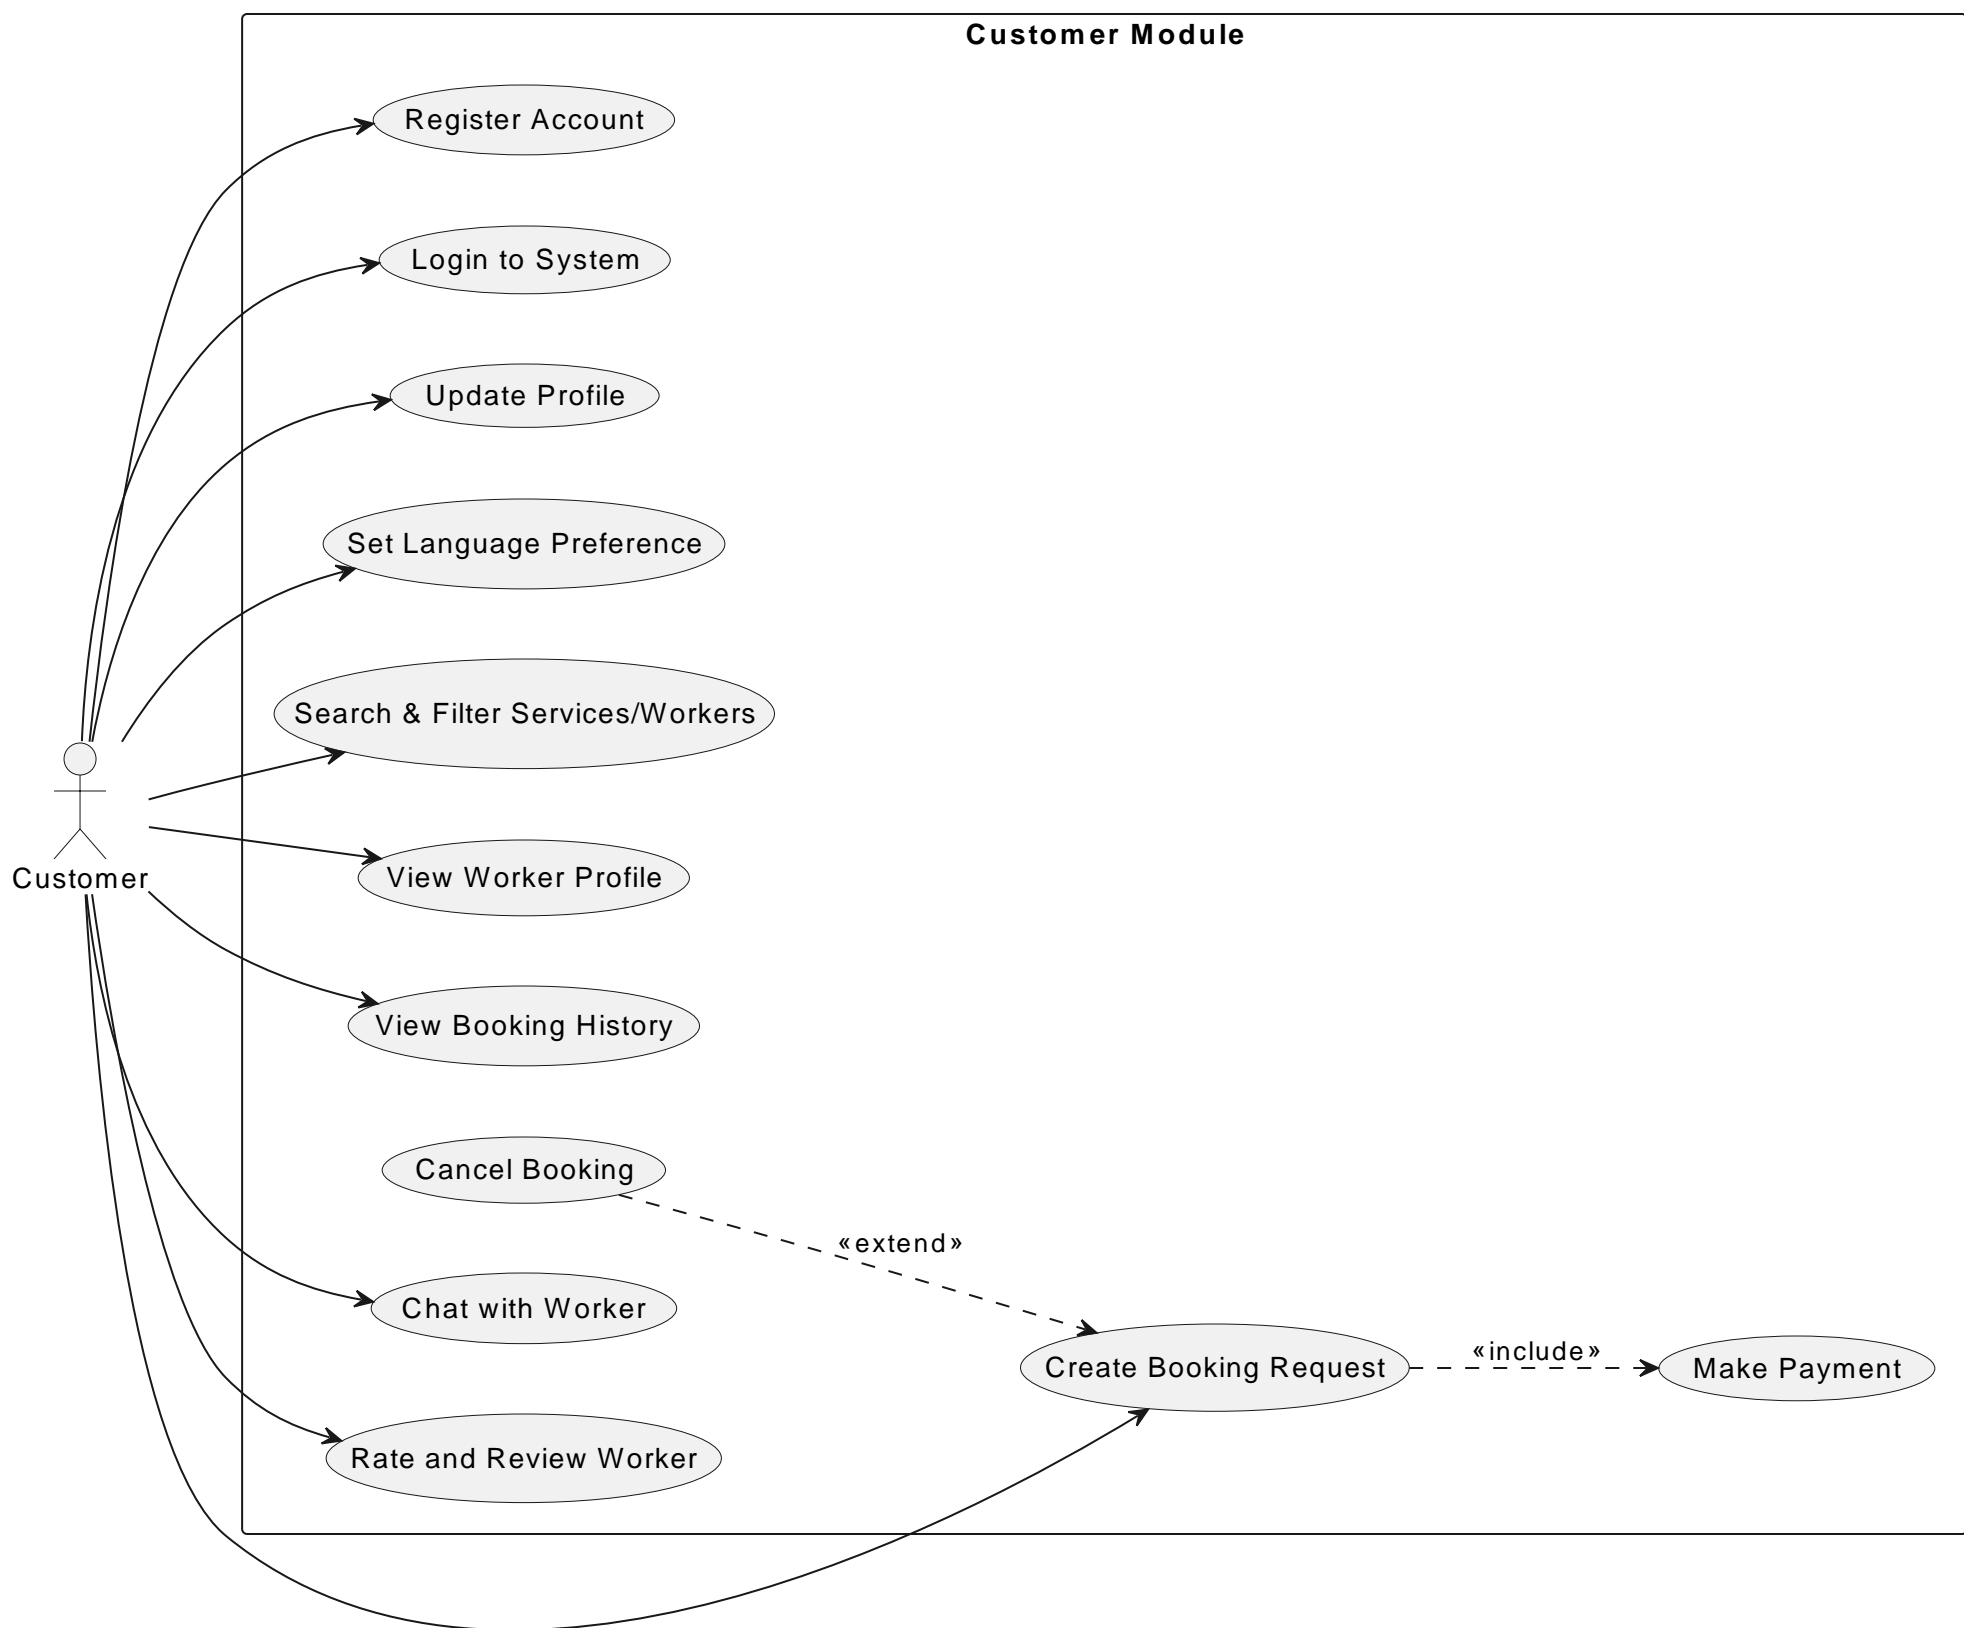 Customer Module
Register Account
Login to System
Update Profile
Set Language Preference
Search & Filter Services/Workers
Customer
View Worker Profile
View Booking History
Cancel Booking
«extend»
Chat with Worker
«include»
Create Booking Request
Make Payment
Rate and Review Worker